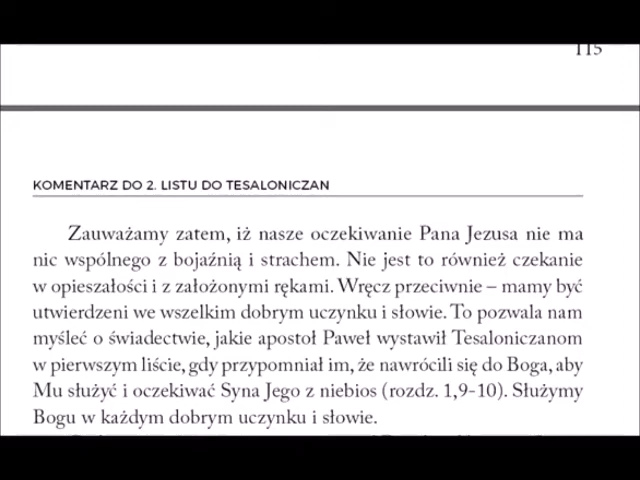 115
KOMENTARZ DO 2. LISTU DO TESALONICZAN
Zauważamy zatem, iż nasze oczekiwanie Pana Jezusa nie ma
nic wspólnego z bojaźnią i strachem. Nie jest to również czekanie
w opieszałości i z założonymi rękami. Wręcz przeciwnie – mamy być
utwierdzeni we wszelkim dobrym uczynku i słowie. To pozwala nam
myśleć o świadectwie, jakie apostoł Paweł wystawił Tesaloniczanom
w pierwszym liście, gdy przypomniał im, że nawrócili się do Boga, aby
Mu służyć i oczekiwać Syna Jego z niebios (rozdz. 1,9-10). Służymy
Bogu w każdym dobrym uczynku i słowie.